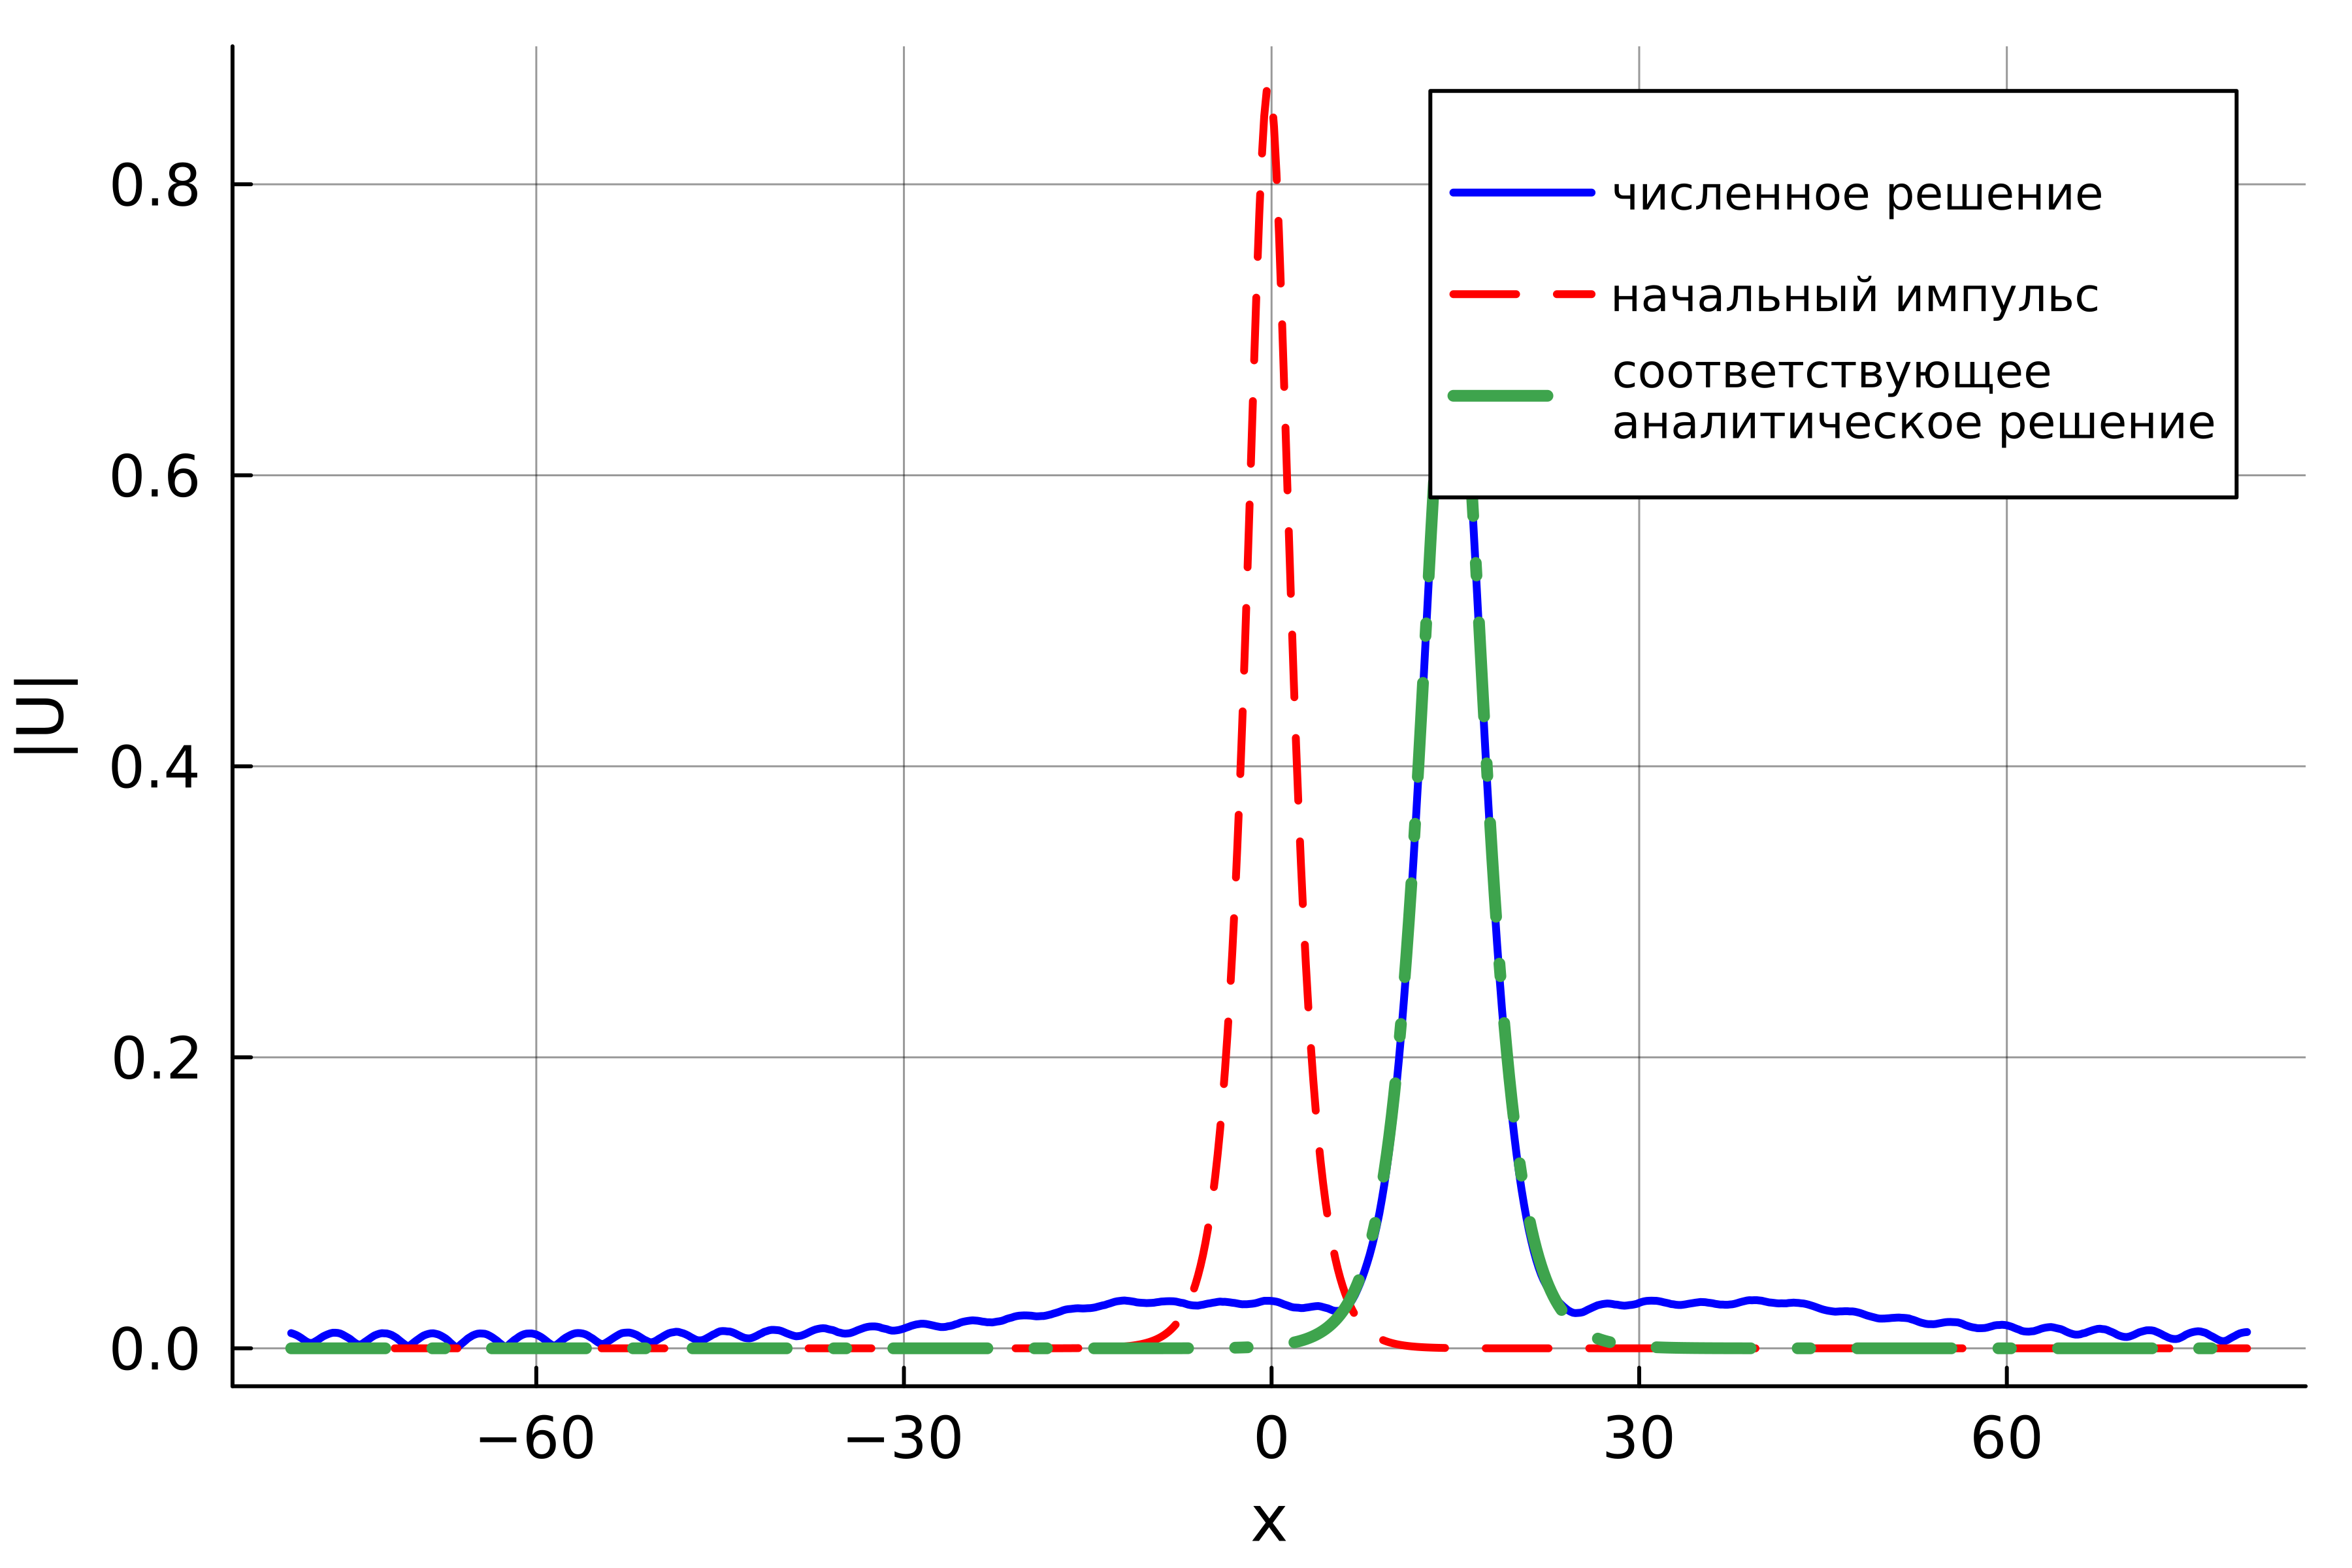 численное решение
начальный импульс
соответствующее
аналитическое решение
|U|
0.8
0.6
0.4
0.2
0.0
−60
−30
0
30
60
x